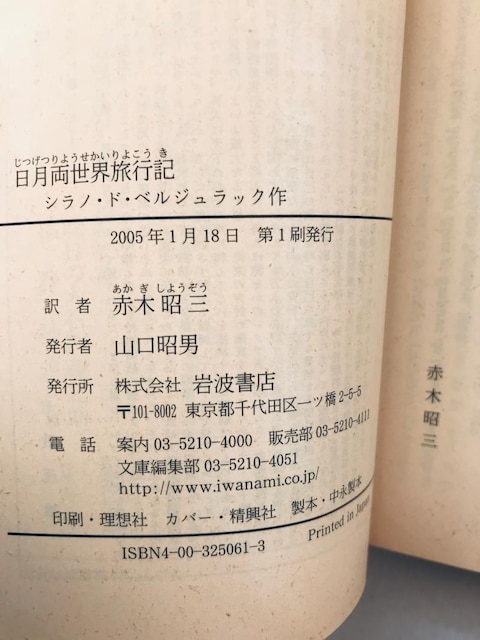 じつげつりようせかいりよこうき
日月両世界旅行記
シラノ・ド・ベルジュラック作
2005年1月18日 第1刷発行
あかぎしようぞう
訳者 赤木昭三
発行者 山口昭男
発行所 株式会社 岩波書店
〒101-8002 東京都千代田区一ツ橋2-5-5
電話 案内03-5210-4000 販売部03-5210-4111
文庫編集部03-5210-4051
http://www.iwanami.co.jp/
印刷・理想社 カバー・精興社 製本・中永製本
ISBN4-00-325061-3 Printed in Japan
赤木昭三